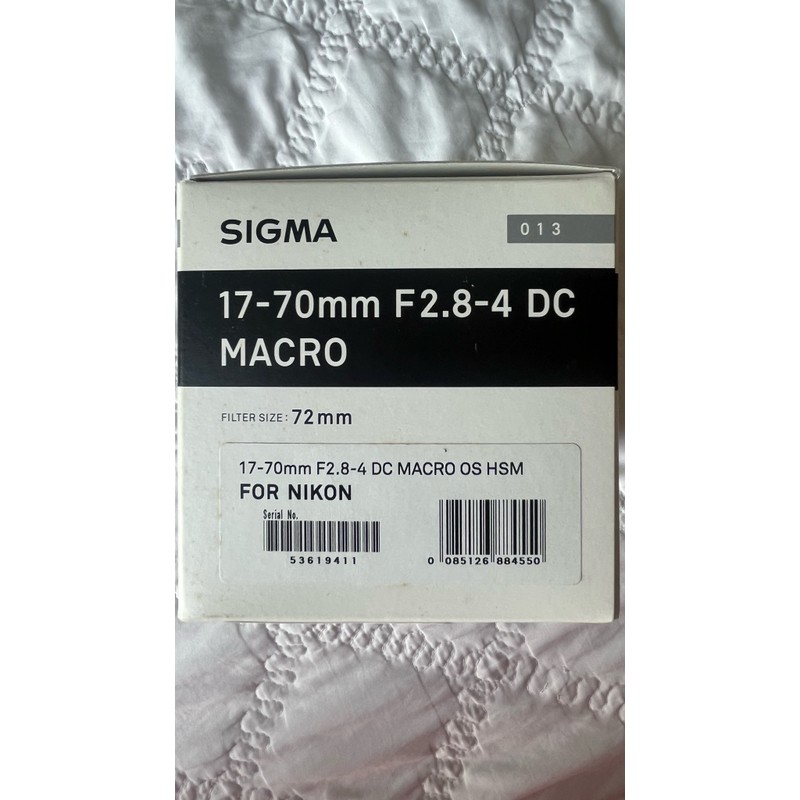 SIGMA
013
17-70mm F2.8-4 DC
MACRO
FILTER SIZE: 72mm
17-70mm F2.8-4 DC MACRO OS HSM
FOR NIKON
Serial No.
53619411
0 085126 884550